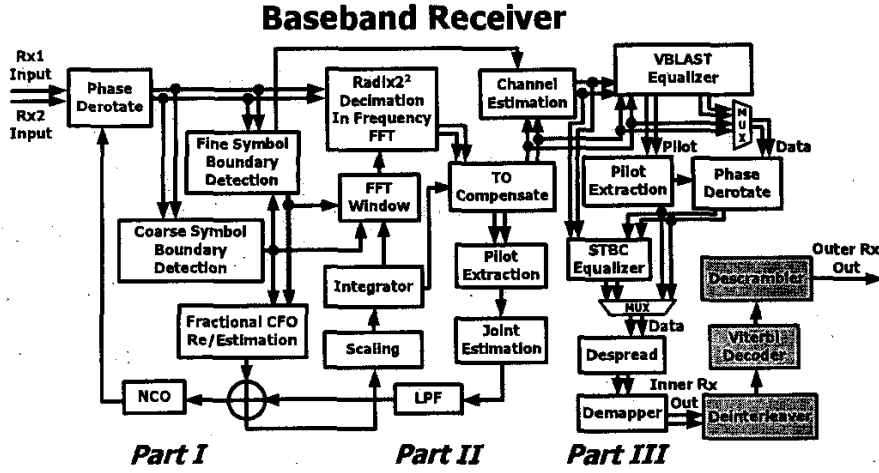 Baseband Receiver
Rx1
Input
Rx2
Input
Phase
Derotate
Radix2²
Decimation
In Frequency
FFT
Channel
Estimation
VBLAST
Equalizer
MUX
Fine Symbol
Boundary
Detection
FFT
Window
TO
Compensate
Pilot
Data
Pilot
Extraction
Phase
Derotate
Coarse Symbol
Boundary
Detection
Integrator
Pilot
Extraction
STBC
Equalizer
Descrambler
Outer Rx
Out
Fractional CFO
Re/Estimation
Scaling
Joint
Estimation
MUX
Data
Despread
Viterbi
Decoder
NCO
LPF
Demapper
Inner Rx
Out
Deinterleaver
Part I
Part II
Part III